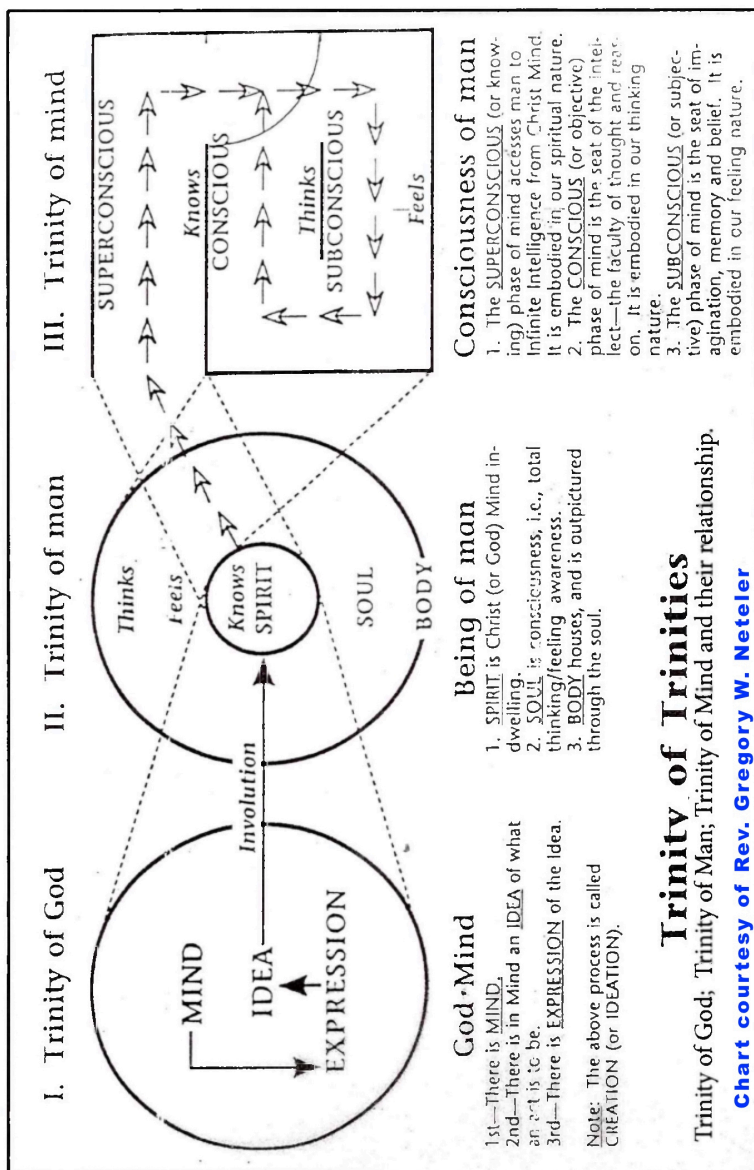 I. Trinity of God
MIND
IDEA
EXPRESSION
Involution
God-Mind
1st—There is MIND.
2nd—There is in Mind an IDEA of what
an act is to be.
3rd—There is EXPRESSION of the Idea.
Note: The above process is called
CREATION (or IDEATION).
II. Trinity of man
Thinks
Feels
Knows
SPIRIT
SOUL
BODY
Being of man
1. SPIRIT is Christ (or God) Mind in-
dwelling.
2. SOUL is consciousness, i.e., total
thinking/feeling awareness.
3. BODY houses, and is outpictured
through the soul.
III. Trinity of mind
SUPERCONSCIOUS
Knows
CONSCIOUS
Thinks
SUBCONSCIOUS
Feels
Consciousness of man
1. The SUPERCONSCIOUS (or know-
ing) phase of mind accesses man to
Infinite Intelligence from Christ Mind.
It is embodied in our spiritual nature.
2. The CONSCIOUS (or objective)
phase of mind is the seat of the intel-
lect—the faculty of thought and reas-
on. It is embodied in our thinking
nature.
3. The SUBCONSCIOUS (or subjec-
tive) phase of mind is the seat of im-
agination, memory and belief. It is
embodied in our feeling nature.
Trinity of Trinities
Trinity of God; Trinity of Man; Trinity of Mind and their relationship.
Chart courtesy of Rev. Gregory W. Neteler